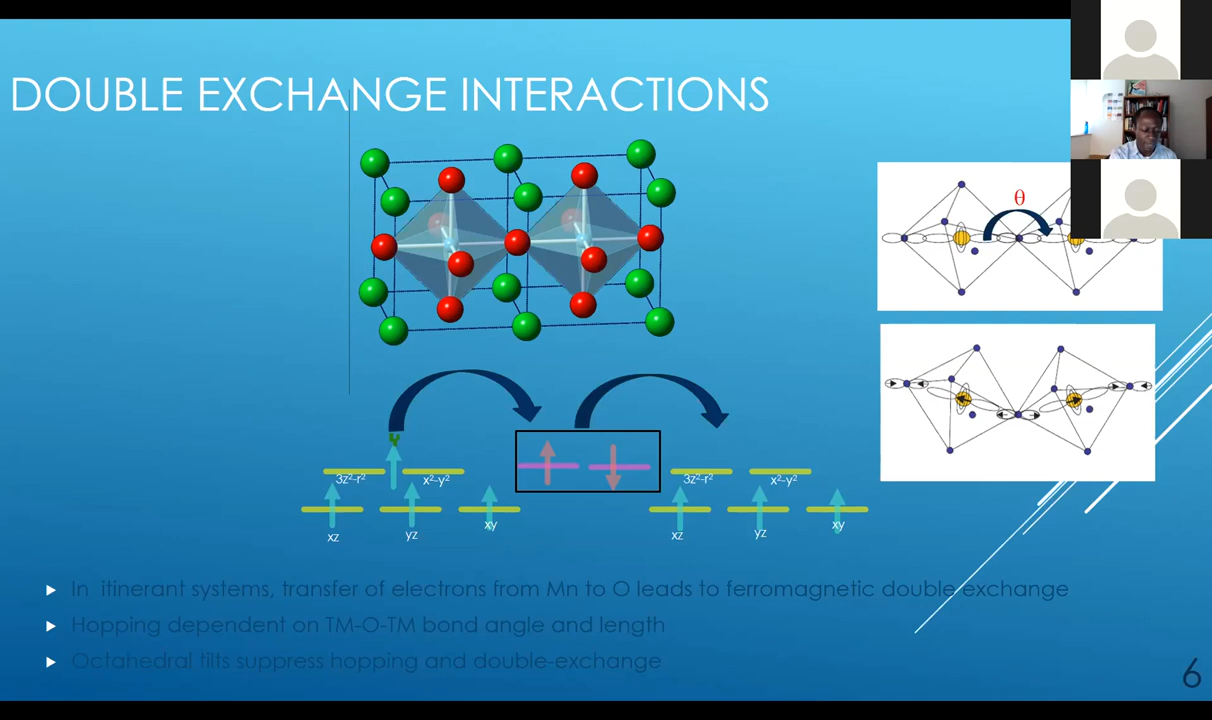 DOUBLE EXCHANGE INTERACTIONS
θ
3z²-r²
x²-y²
3z²-r²
x²-y²
xz
yz
xy
xz
yz
xy
In itinerant systems, transfer of electrons from Mn to O leads to ferromagnetic double exchange
Hopping dependent on TM-O-TM bond angle and length
Octahedral tilts suppress hopping and double-exchange
6